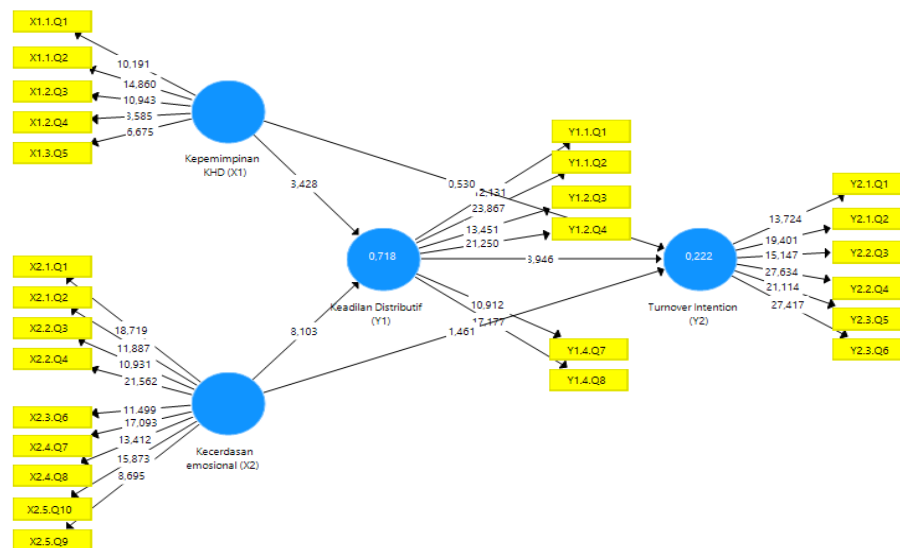 X1.1.Q1
X1.1.Q2
X1.2.Q3
X1.2.Q4
X1.3.Q5
10,191
14,860
10,943
6,675
Kepemimpinan
KHD (X1)
3,428
0,530
X2.1.Q1
X2.1.Q2
X2.2.Q3
X2.2.Q4
X2.3.Q6
X2.4.Q7
X2.4.Q8
X2.5.Q10
X2.5.Q9
18,719
11,887
10,931
21,562
11,499
17,093
13,412
15,873
8,695
Kecerdasan
emosional (X2)
8,103
1,461
0,718
Keadilan Distributif
(Y1)
Y1.1.Q1
Y1.1.Q2
Y1.2.Q3
Y1.2.Q4
Y1.4.Q7
Y1.4.Q8
12,131
23,867
13,451
21,250
10,912
17,177
3,946
0,222
Turnover Intention
(Y2)
Y2.1.Q1
Y2.1.Q2
Y2.2.Q3
Y2.2.Q4
Y2.3.Q5
Y2.3.Q6
13,724
19,401
15,147
27,634
21,114
27,417